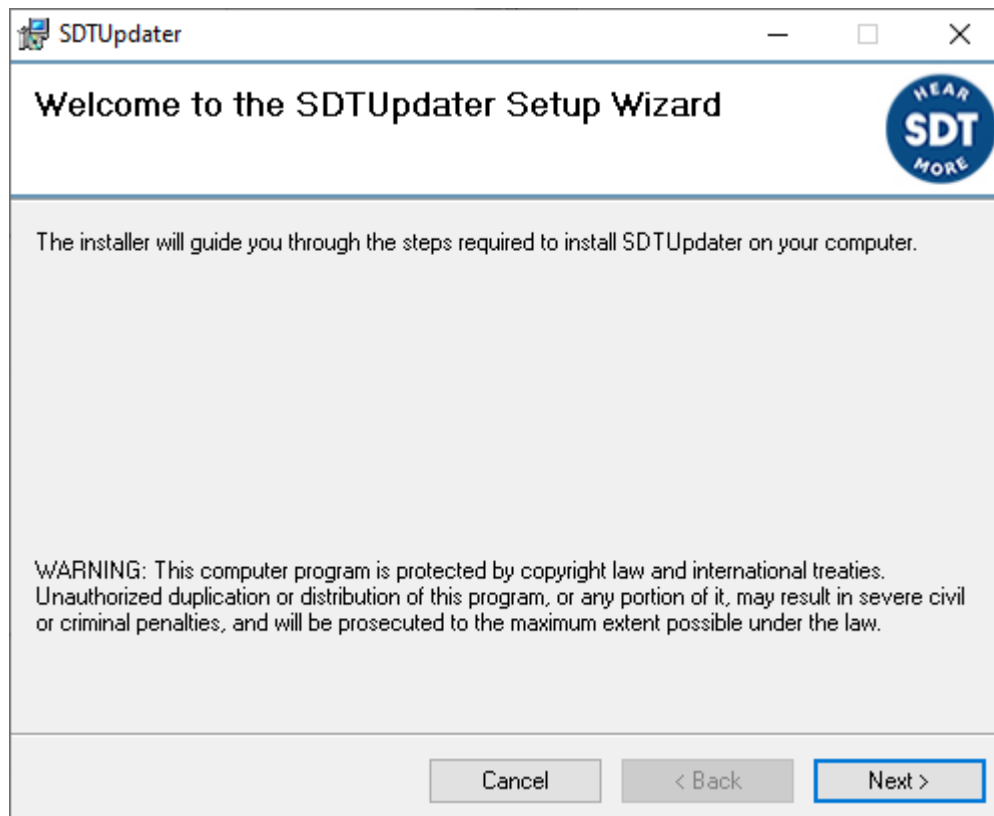 SDTUpdater
Welcome to the SDTUpdater Setup Wizard
HEAR
SDT
MORE
The installer will guide you through the steps required to install SDTUpdater on your computer.
WARNING: This computer program is protected by copyright law and international treaties.
Unauthorized duplication or distribution of this program, or any portion of it, may result in severe civil
or criminal penalties, and will be prosecuted to the maximum extent possible under the law.
Cancel
< Back
Next >